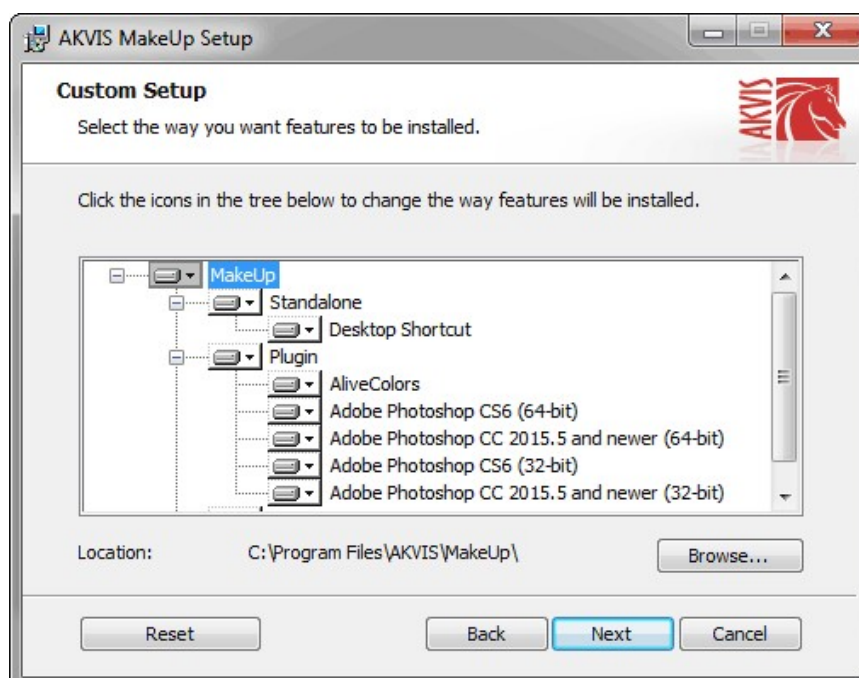 AKVIS MakeUp Setup
Custom Setup
Select the way you want features to be installed.
AKVIS
Click the icons in the tree below to change the way features will be installed.
MakeUp
Standalone
Desktop Shortcut
Plugin
AliveColors
Adobe Photoshop CS6 (64-bit)
Adobe Photoshop CC 2015.5 and newer (64-bit)
Adobe Photoshop CS6 (32-bit)
Adobe Photoshop CC 2015.5 and newer (32-bit)
Location: C:\Program Files\AKVIS\MakeUp\ Browse...
Reset Back Next Cancel